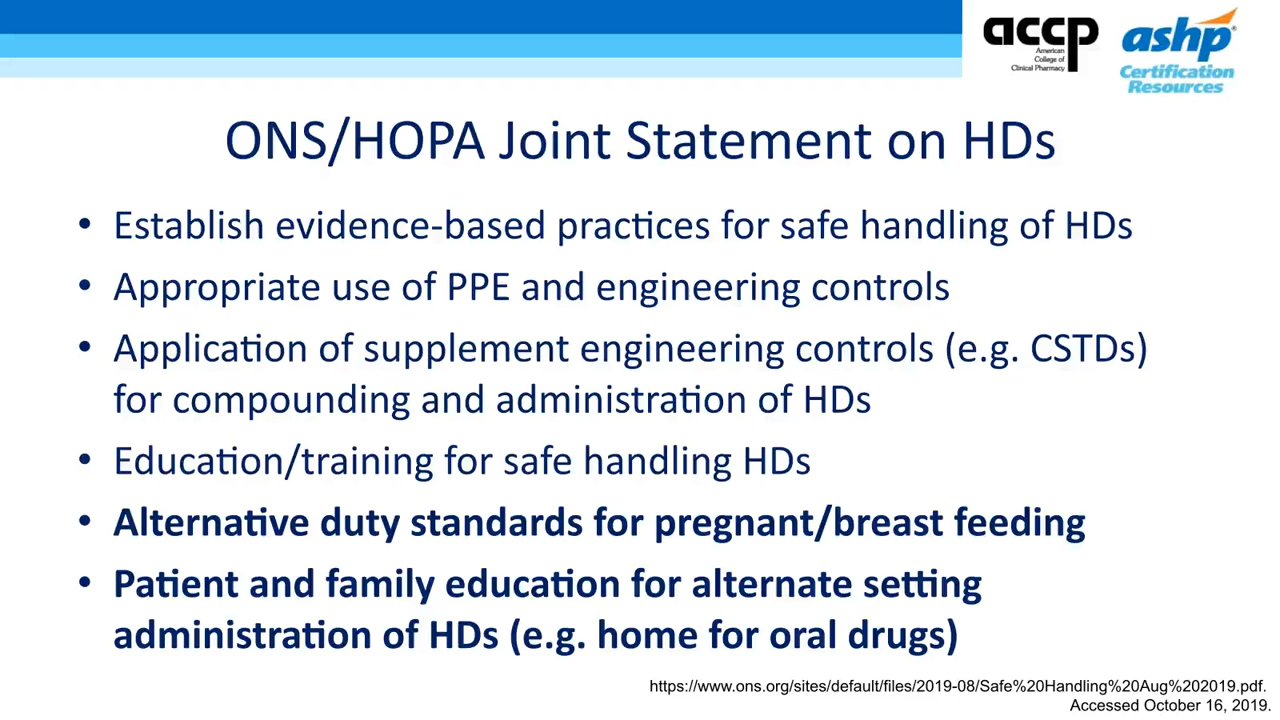 accp
American
College of
Clinical Pharmacy
ashp®
Certification
Resources
ONS/HOPA Joint Statement on HDs
• Establish evidence-based practices for safe handling of HDs
• Appropriate use of PPE and engineering controls
• Application of supplement engineering controls (e.g. CSTDs)
for compounding and administration of HDs
• Education/training for safe handling HDs
• Alternative duty standards for pregnant/breast feeding
• Patient and family education for alternate setting
administration of HDs (e.g. home for oral drugs)
https://www.ons.org/sites/default/files/2019-08/Safe%20Handling%20Aug%202019.pdf.
Accessed October 16, 2019.